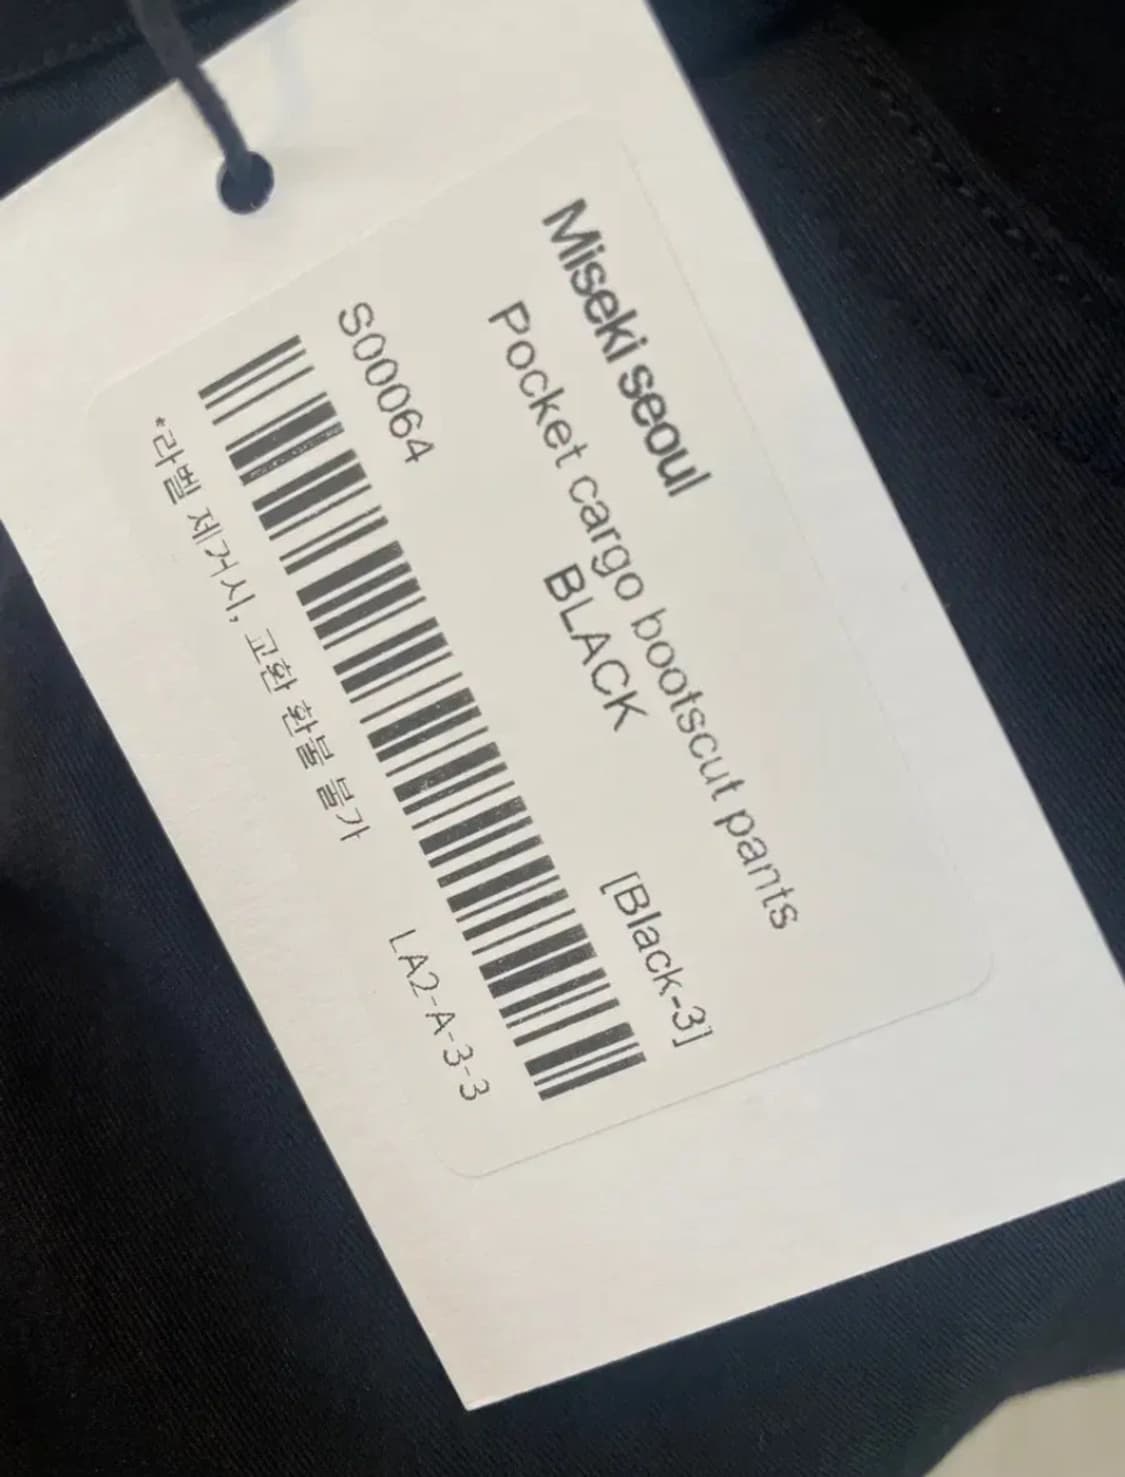 Miseki seoul
Pocket cargo bootscut pants
BLACK
[Black-3]
S00064
*라벨 제거시, 교환 환불 불가
LA2-A-3-3